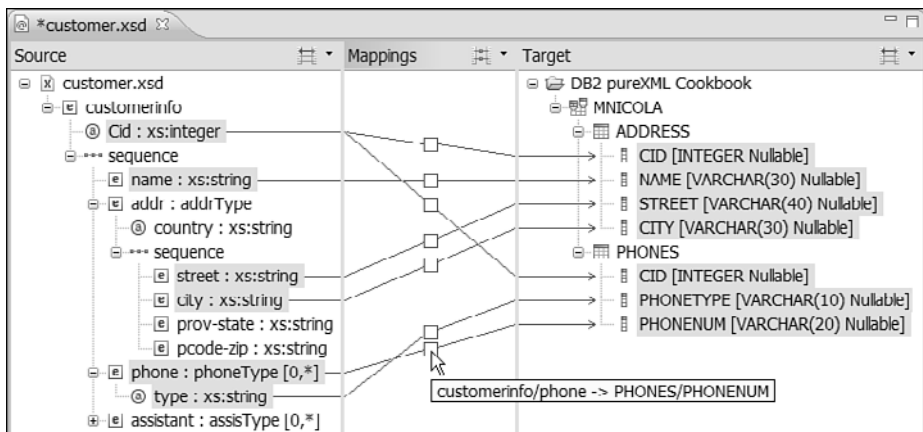 *customer.xsd
Source
Mappings
Target
customer.xsd
customerinfo
Cid : xs:integer
sequence
name : xs:string
addr : addrType
country : xs:string
sequence
street : xs:string
city : xs:string
prov-state : xs:string
pcode-zip : xs:string
phone : phoneType [0,*]
type : xs:string
assistant : assisType [0,*]
DB2 pureXML Cookbook
MNICOLA
ADDRESS
CID [INTEGER Nullable]
NAME [VARCHAR(30) Nullable]
STREET [VARCHAR(40) Nullable]
CITY [VARCHAR(30) Nullable]
PHONES
CID [INTEGER Nullable]
PHONETYPE [VARCHAR(10) Nullable]
PHONENUM [VARCHAR(20) Nullable]
customerinfo/phone -> PHONES/PHONENUM